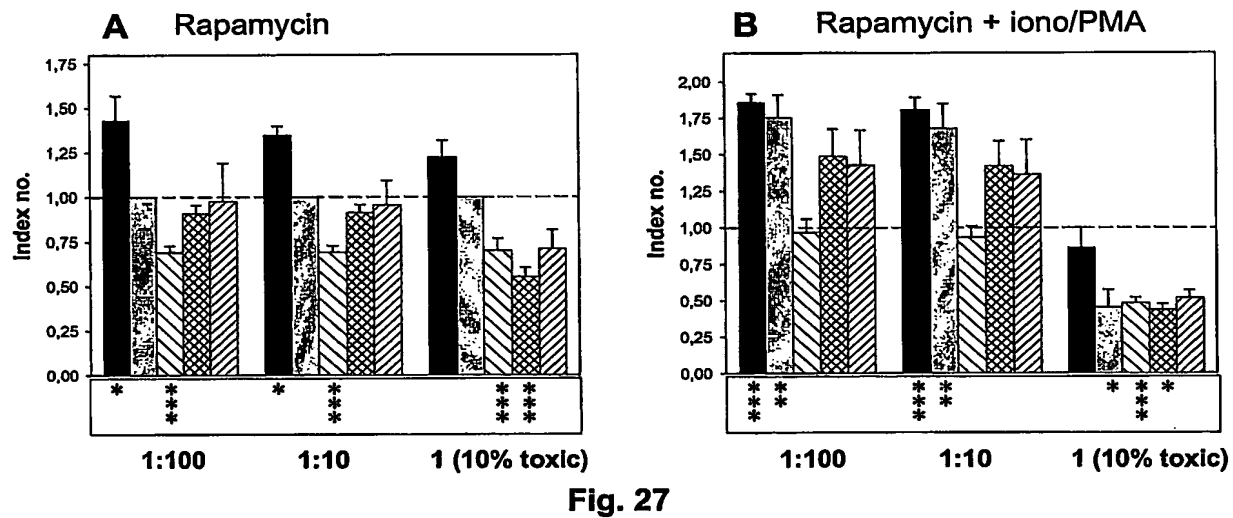 A Rapamycin
Index no.
1,75
1,50
1,25
1,00
0,75
0,50
0,25
0,00
* *** * *** *** ***
1:100 1:10 1 (10% toxic)
B Rapamycin + iono/PMA
Index no.
2,00
1,75
1,50
1,25
1,00
0,75
0,50
0,25
0,00
*** ** *** ** * *** *
1:100 1:10 1 (10% toxic)
Fig. 27